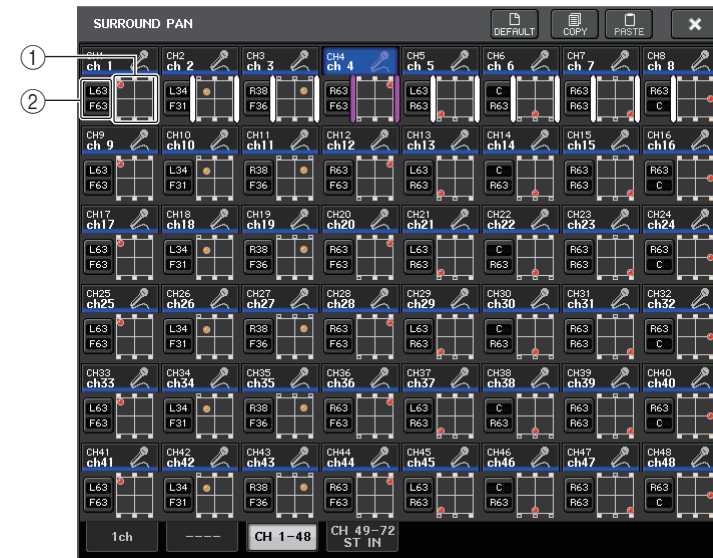 SURROUND PAN DEFAULT COPY PASTE
CH1 CH2 CH3 CH4 CH5 CH6 CH7 CH8
ch 1 ch 2 ch 3 ch 4 ch 5 ch 6 ch 7 ch 8
① L63 L34 R38 R63 L63 C R63 R63
② F63 F31 F36 F63 R63 R63 R63 C
CH9 CH10 CH11 CH12 CH13 CH14 CH15 CH16
ch 9 ch10 ch11 ch12 ch13 ch14 ch15 ch16
L63 L34 R38 R63 L63 C R63 R63
F63 F31 F36 F63 R63 R63 R63 C
CH17 CH18 CH19 CH20 CH21 CH22 CH23 CH24
ch17 ch18 ch19 ch20 ch21 ch22 ch23 ch24
L63 L34 R38 R63 L63 C R63 R63
F63 F31 F36 F63 R63 R63 R63 C
CH25 CH26 CH27 CH28 CH29 CH30 CH31 CH32
ch25 ch26 ch27 ch28 ch29 ch30 ch31 ch32
L63 L34 R38 R63 L63 C R63 R63
F63 F31 F36 F63 R63 R63 R63 C
CH33 CH34 CH35 CH36 CH37 CH38 CH39 CH40
ch33 ch34 ch35 ch36 ch37 ch38 ch39 ch40
L63 L34 R38 R63 L63 C R63 R63
F63 F31 F36 F63 R63 R63 R63 C
CH41 CH42 CH43 CH44 CH45 CH46 CH47 CH48
ch41 ch42 ch43 ch44 ch45 ch46 ch47 ch48
L63 L34 R38 R63 L63 C R63 R63
F63 F31 F36 F63 R63 R63 R63 C
1ch ---- CH 1-48 CH 49-72
ST IN